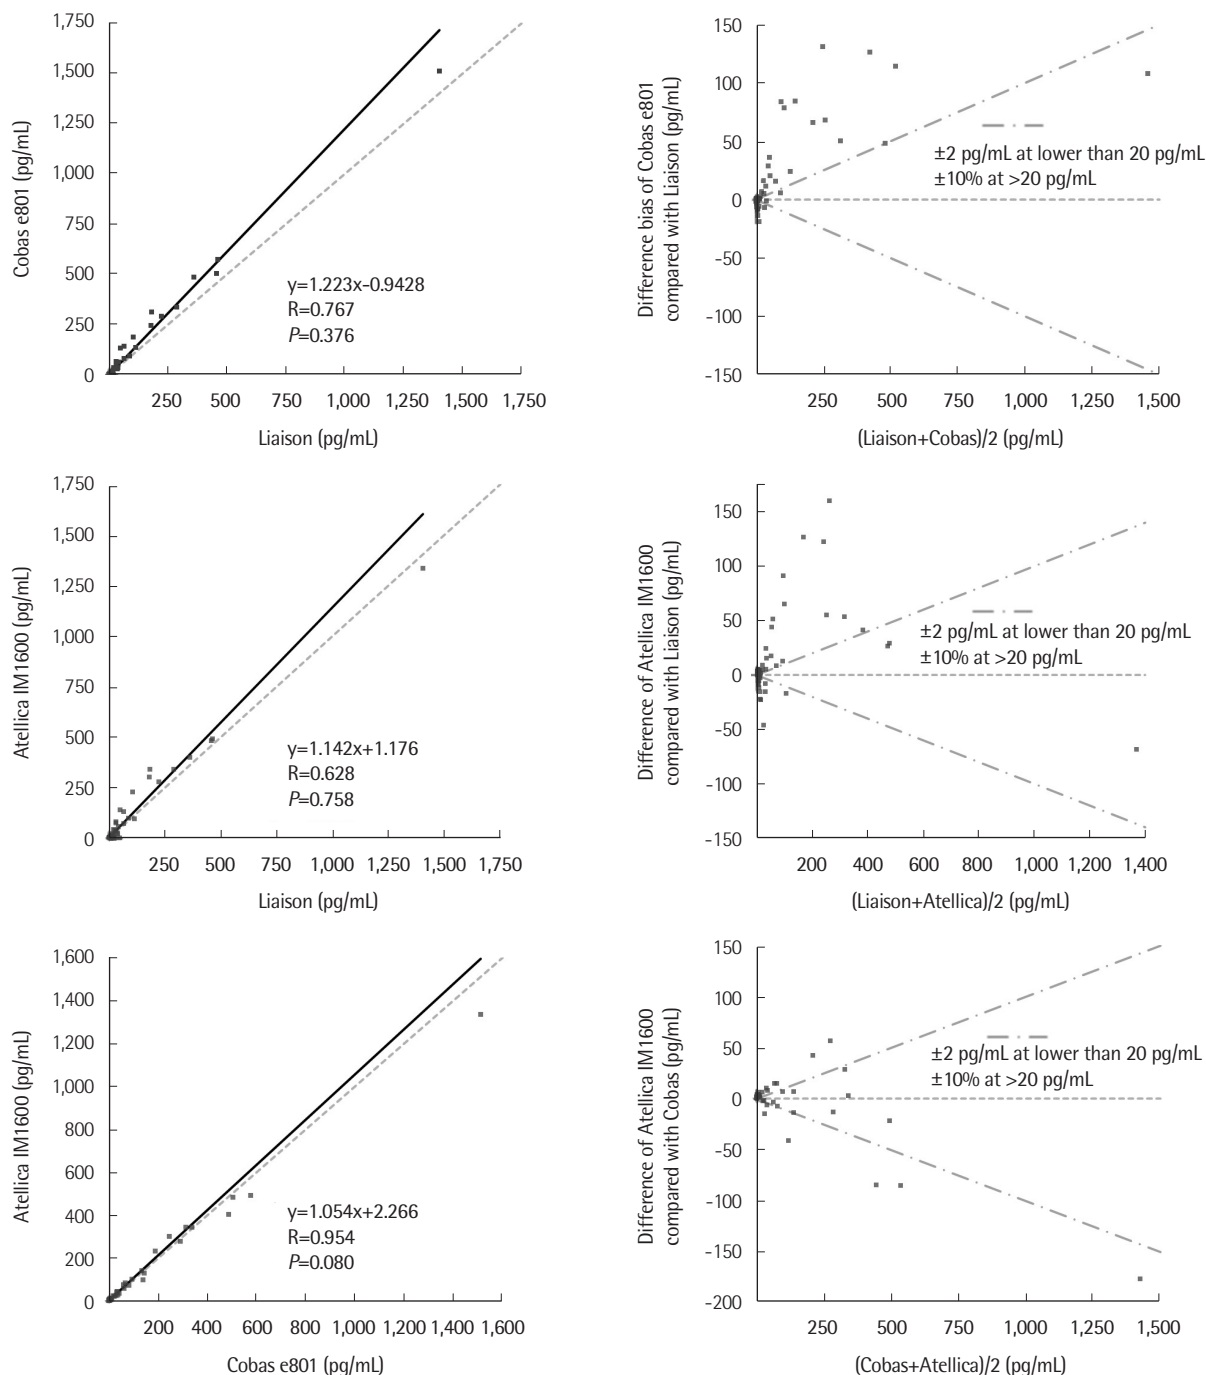 1,750
1,500
1,250
1,000
750
500
250
0
Cobas e801 (pg/mL)
y=1.223x−0.9428
R=0.767
P=0.376
250 500 750 1,000 1,250 1,500 1,750
Liaison (pg/mL)
150
100
50
0
-50
-100
-150
Difference bias of Cobas e801
compared with Liaison (pg/mL)
±2 pg/mL at lower than 20 pg/mL
±10% at >20 pg/mL
250 500 750 1,000 1,250 1,500
(Liaison+Cobas)/2 (pg/mL)
1,750
1,500
1,250
1,000
750
500
250
0
Atellica IM1600 (pg/mL)
y=1.142x+1.176
R=0.628
P=0.758
250 500 750 1,000 1,250 1,500 1,750
Liaison (pg/mL)
150
100
50
0
-50
-100
-150
Difference of Atellica IM1600
compared with Liaison (pg/mL)
±2 pg/mL at lower than 20 pg/mL
±10% at >20 pg/mL
200 400 600 800 1,000 1,200 1,400
(Liaison+Atellica)/2 (pg/mL)
1,600
1,400
1,200
1,000
800
600
400
200
0
Atellica IM1600 (pg/mL)
y=1.054x+2.266
R=0.954
P=0.080
200 400 600 800 1,000 1,200 1,400 1,600
Cobas e801 (pg/mL)
150
100
50
0
-50
-100
-150
-200
Difference of Atellica IM1600
compared with Cobas (pg/mL)
±2 pg/mL at lower than 20 pg/mL
±10% at >20 pg/mL
250 500 750 1,000 1,250 1,500
(Cobas+Atellica)/2 (pg/mL)